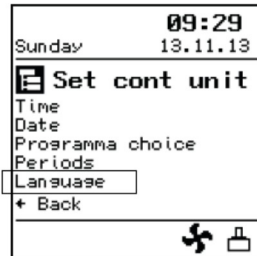 09:29
Sunday 13.11.13
Set cont unit
Time
Date
Programma choice
Periods
Language
← Back